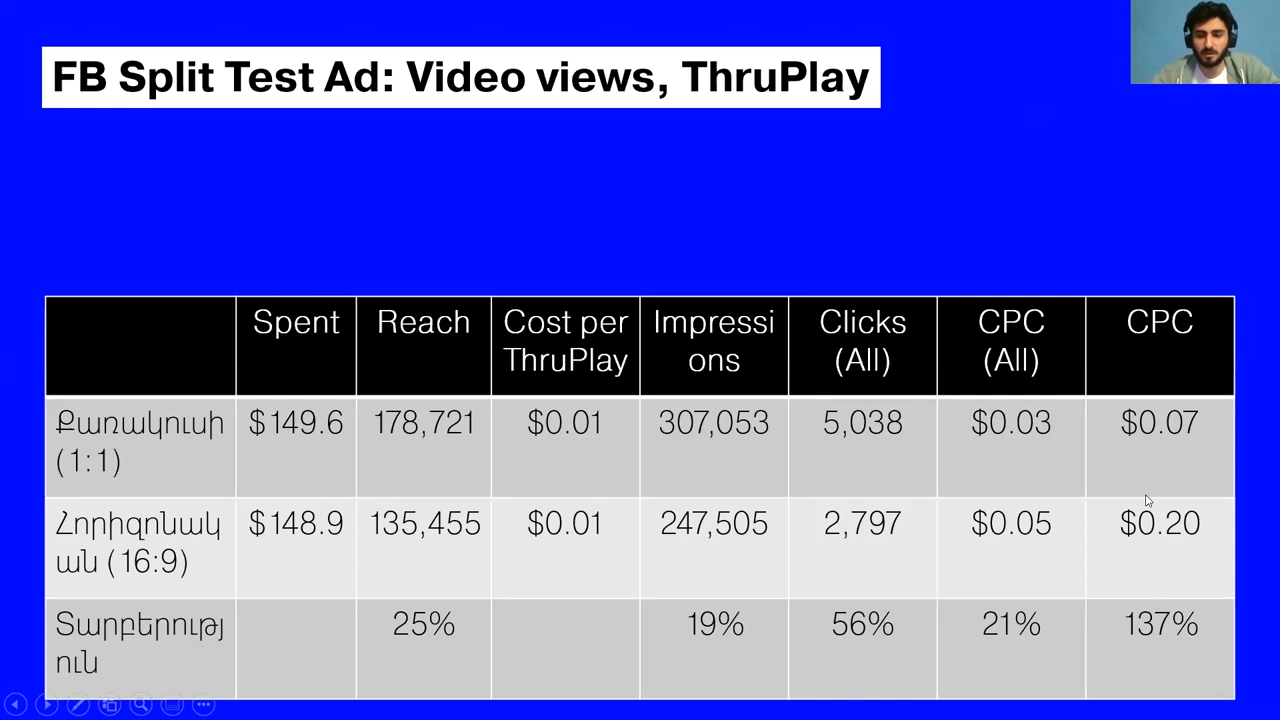 FB Split Test Ad: Video views, ThruPlay
Spent Reach Cost per ThruPlay Impressi ons Clicks (All) CPC (All) CPC
Քառակուսի (1:1) $149.6 178,721 $0.01 307,053 5,038 $0.03 $0.07
Հորիզոնակ ան (16:9) $148.9 135,455 $0.01 247,505 2,797 $0.05 $0.20
Տարբերությ ուն 25% 19% 56% 21% 137%